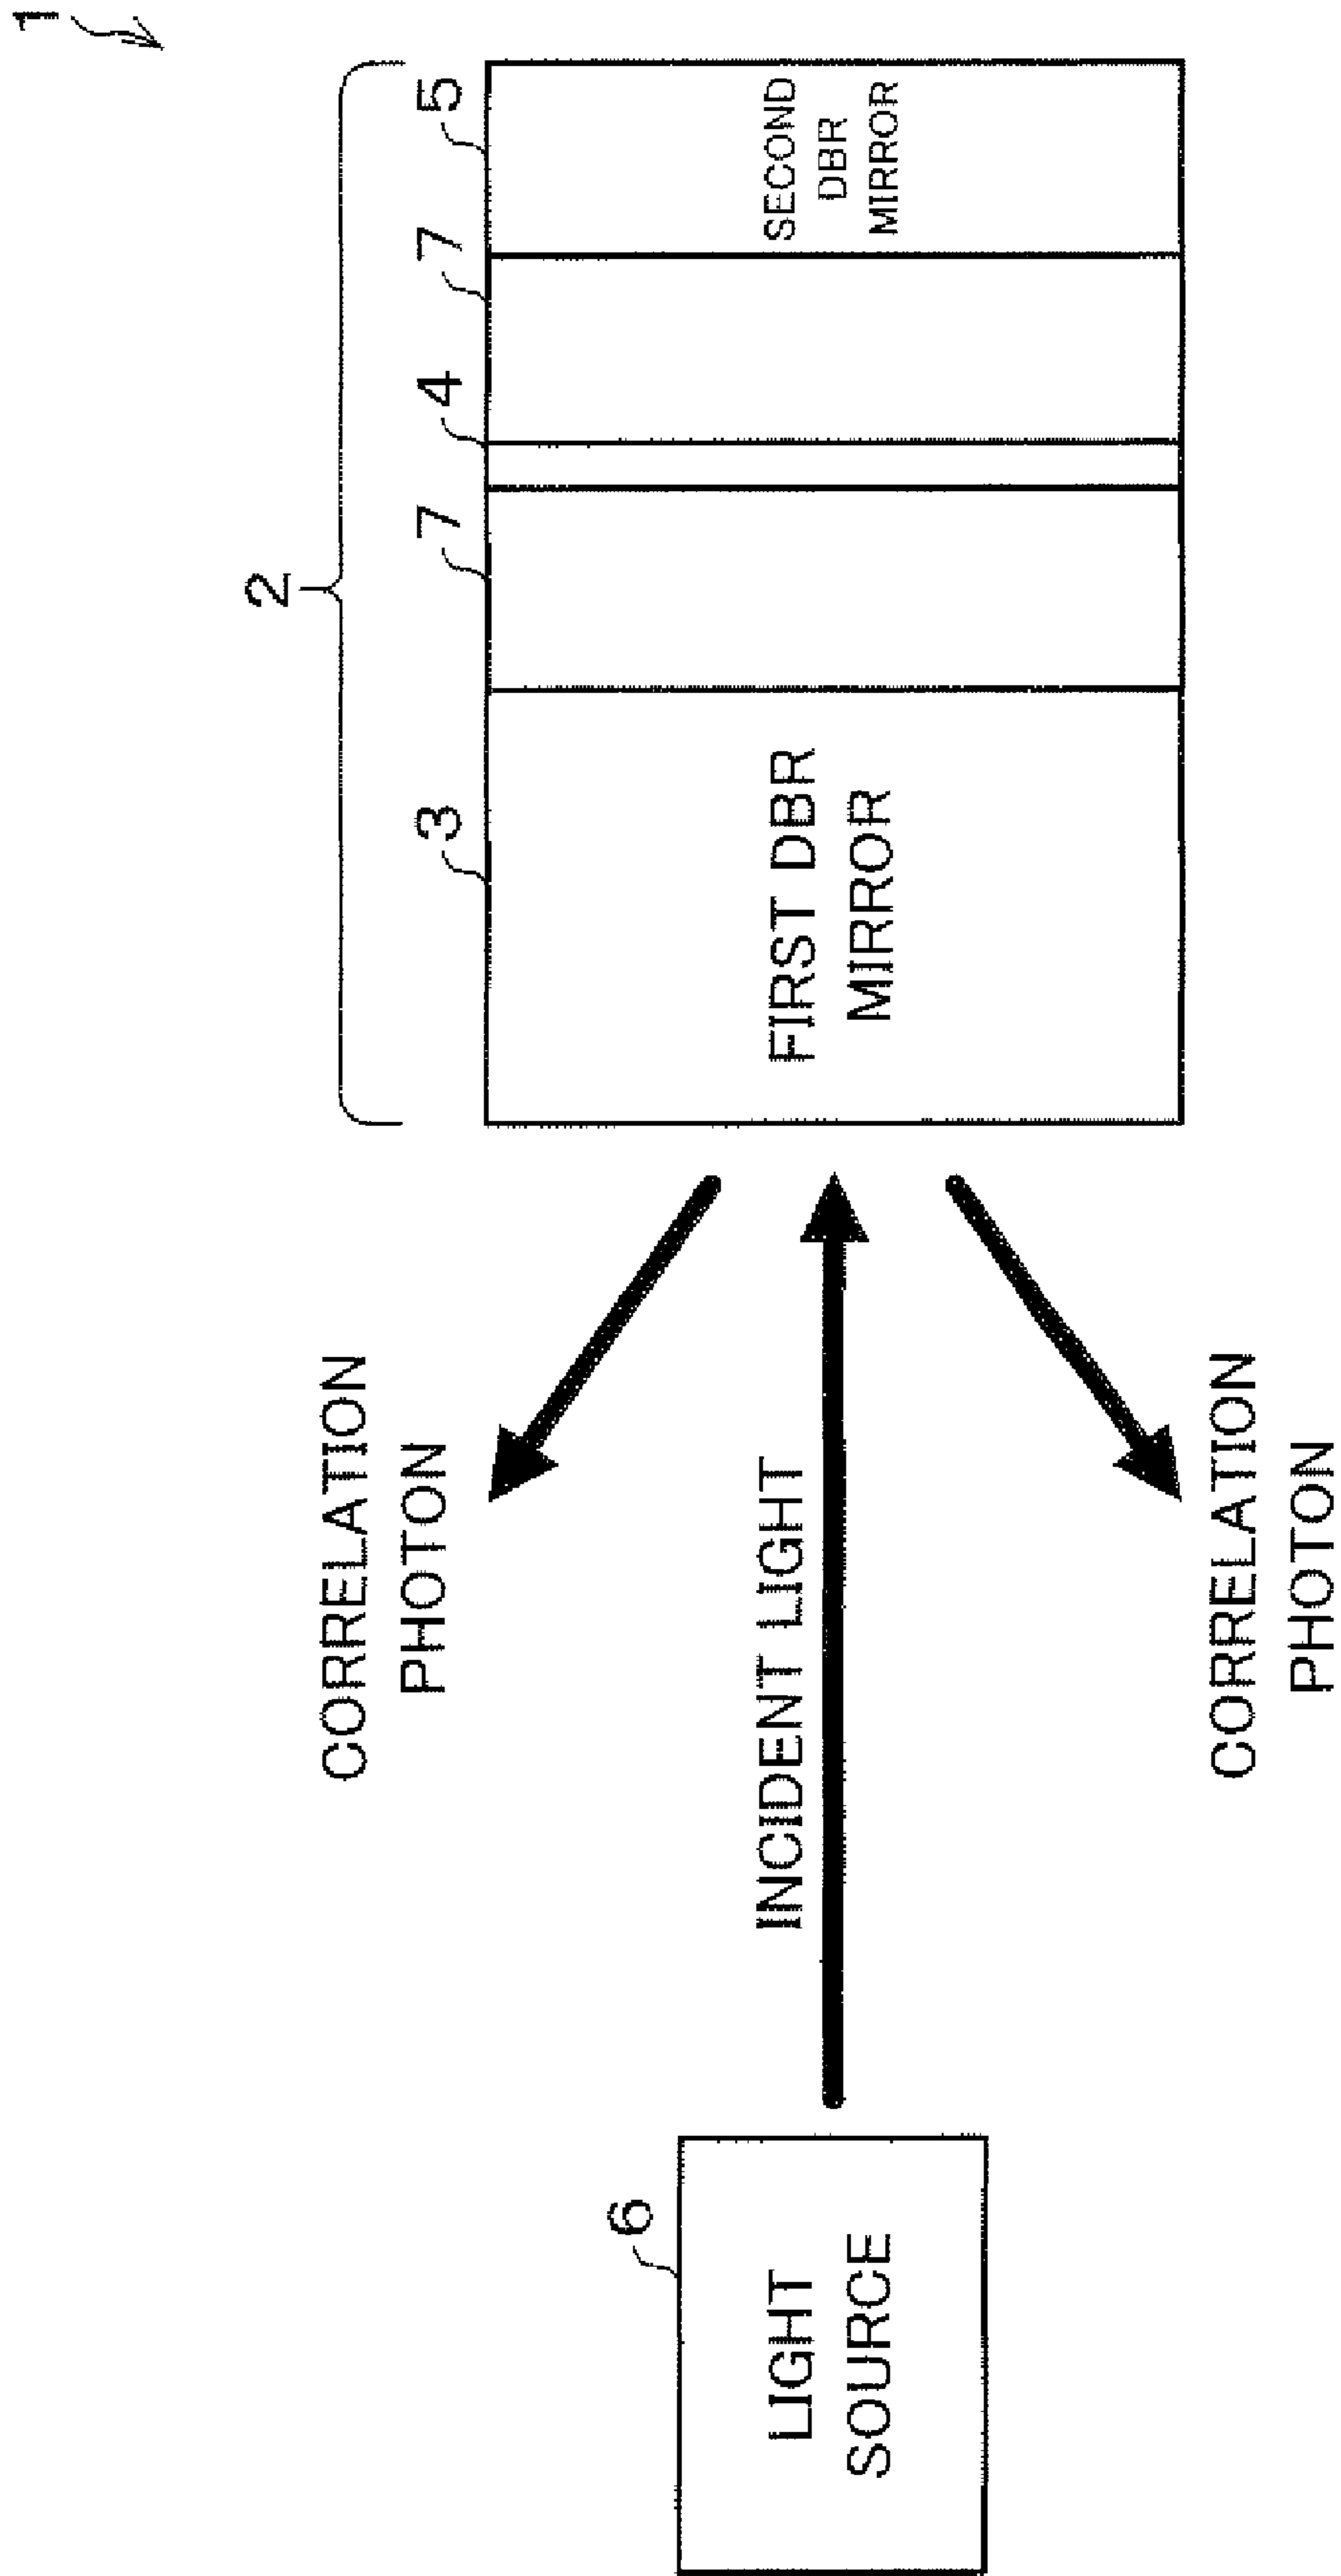 1
2
CORRELATION
PHOTON
3 7 4 7 5
6
LIGHT
SOURCE
INCIDENT LIGHT
FIRST DBR
MIRROR
SECOND
DBR
MIRROR
CORRELATION
PHOTON